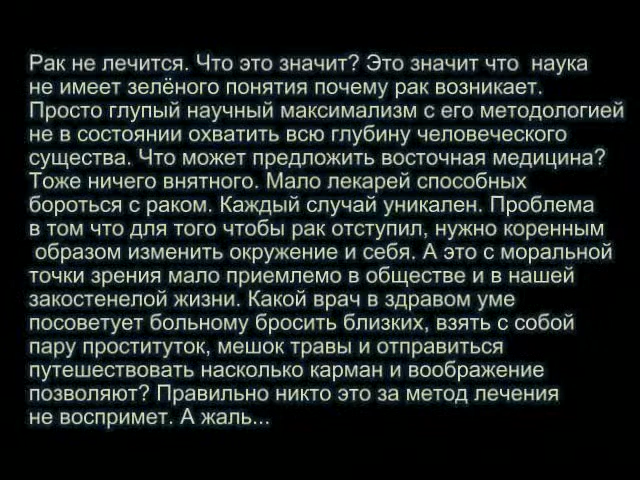 Рак не лечится. Что это значит? Это значит что  наука
не имеет зелёного понятия почему рак возникает.
Просто глупый научный максимализм с его методологией
не в состоянии охватить всю глубину человеческого
существа. Что может предложить восточная медицина?
Тоже ничего внятного. Мало лекарей способных
бороться с раком. Каждый случай уникален. Проблема
в том что для того чтобы рак отступил, нужно коренным
образом изменить окружение и себя. А это с моральной
точки зрения мало приемлемо в обществе и в нашей
закостенелой жизни. Какой врач в здравом уме
посоветует больному бросить близких, взять с собой
пару проституток, мешок травы и отправиться
путешествовать насколько карман и воображение
позволяют? Правильно никто это за метод лечения
не воспримет. А жаль...